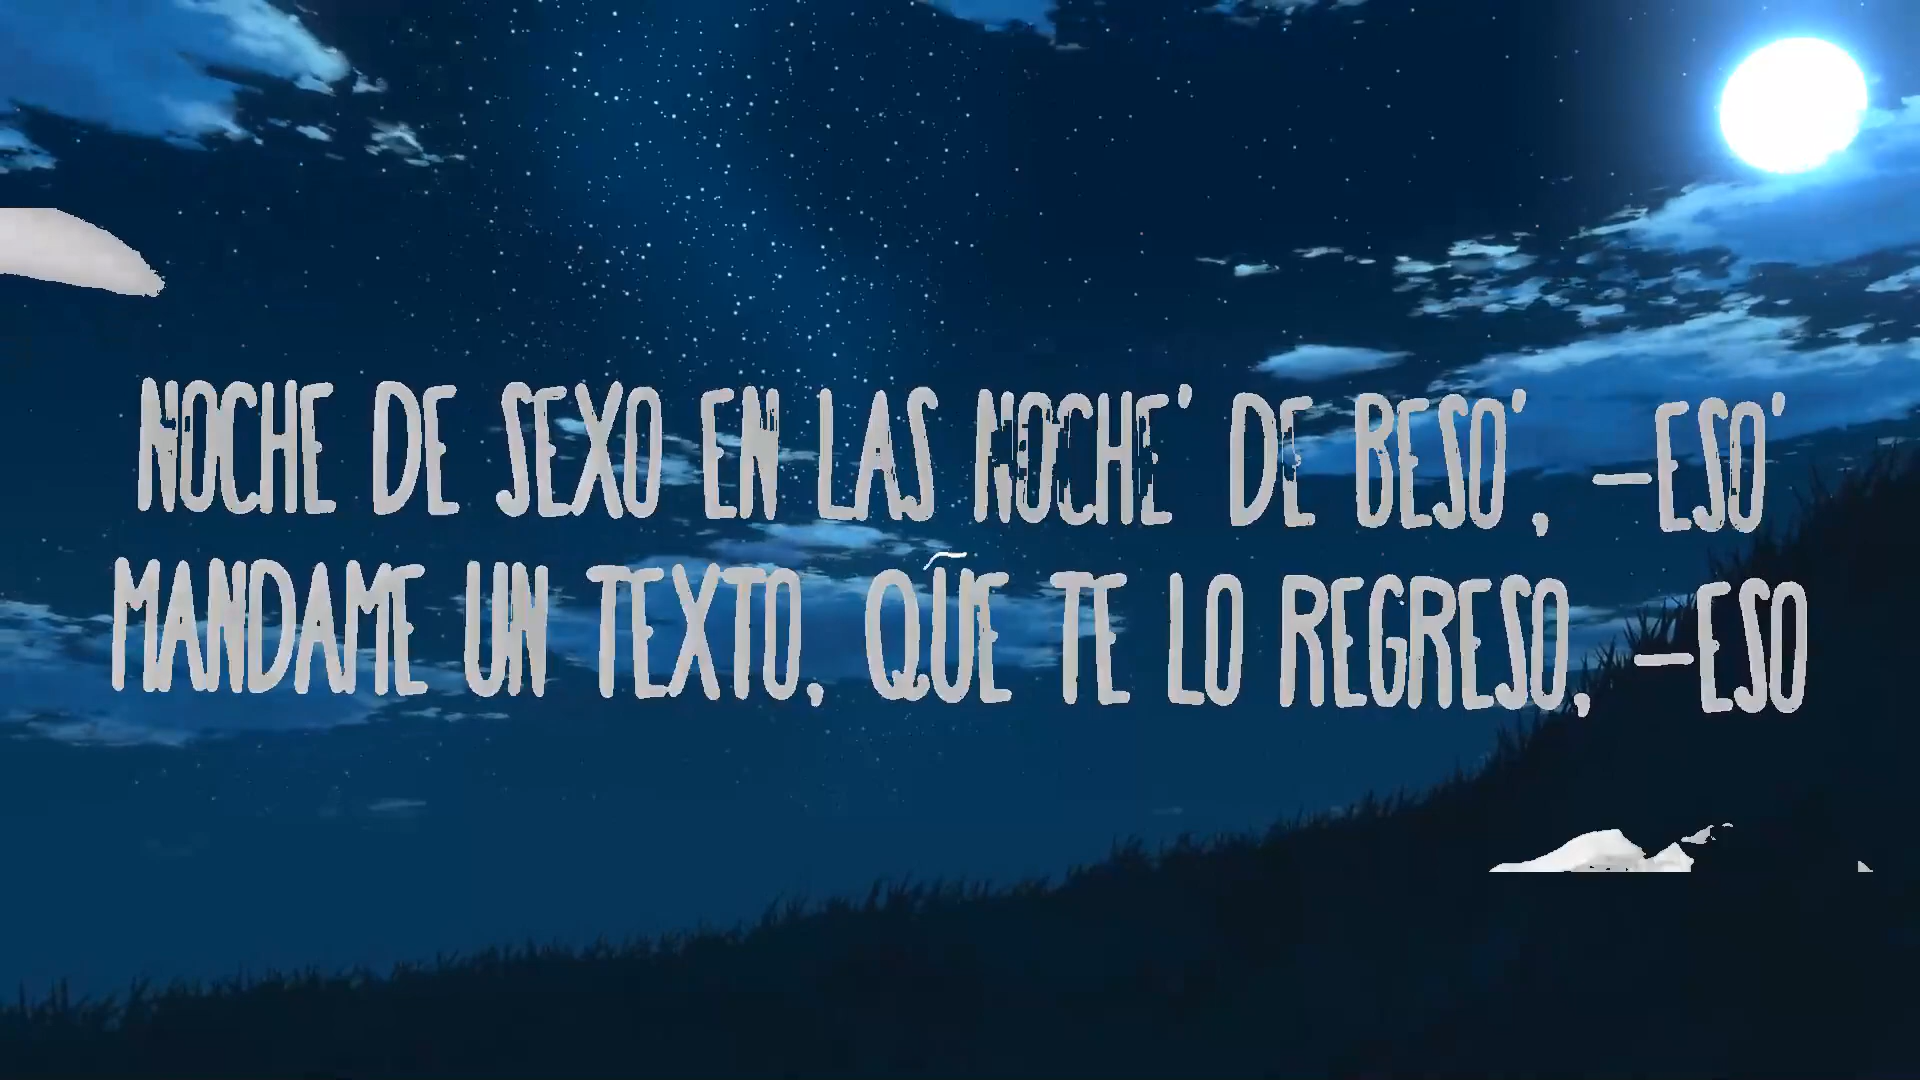 NOCHE DE SEXO EN LAS NOCHE' DE BESO', –ESO'
MANDAME UN TEXTO, QUE TE LO REGRESO, –ESO